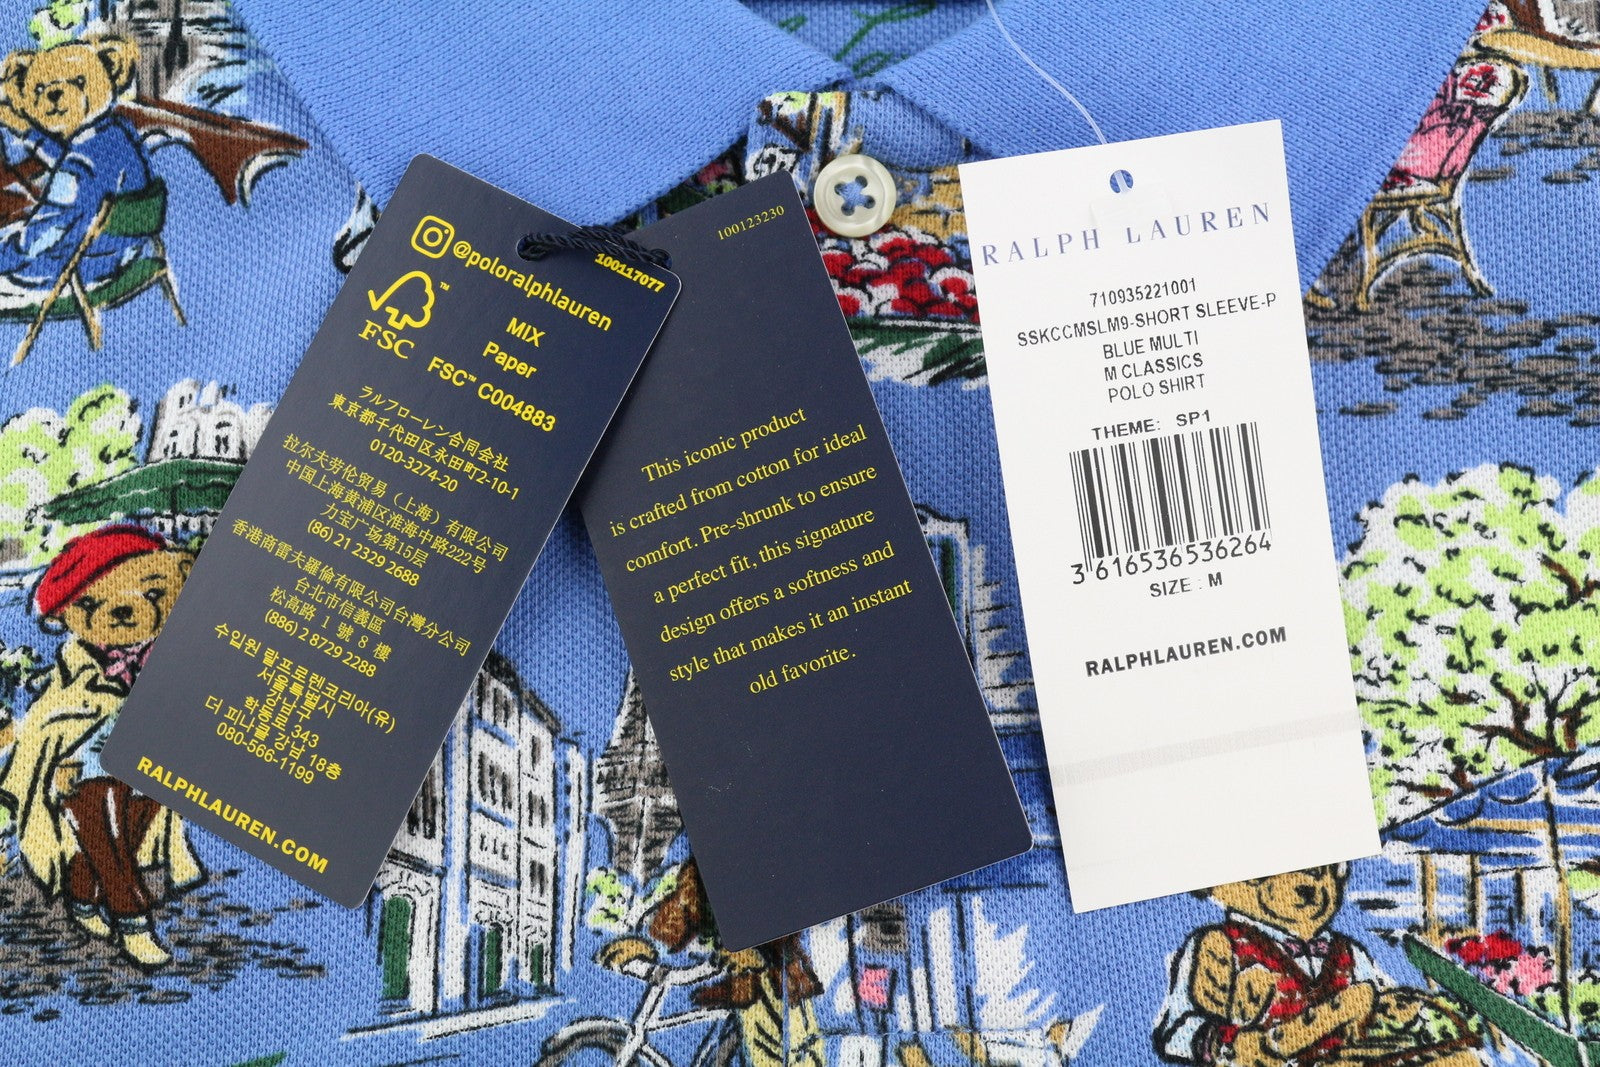 @poloralphlauren
100117077
FSC
MIX
Paper
FSC™ C004883
ラルフローレン合同会社
東京都千代田区永田町2-10-1
0120-3274-20
拉尔夫劳伦贸易（上海）有限公司
中国上海黄浦区淮海中路222号
力宝广场第15层
(86) 21 2329 2688
香港商雷夫羅倫有限公司台灣分公司
台北市信義區
松高路 1 號 8 樓
(886) 2 8729 2288
수입원 랄프로렌코리아(유)
서울특별시
강남구
학동로 343
더 피나클 강남 18층
080-566-1199
RALPHLAUREN.COM
100123230
This iconic product
is crafted from cotton for ideal
comfort. Pre-shrunk to ensure
a perfect fit, this signature
design offers a softness and
style that makes it an instant
old favorite.
RALPH LAUREN
710935221001
SSKCCMSLM9-SHORT SLEEVE-P
BLUE MULTI
M CLASSICS
POLO SHIRT
THEME: SP1
3 616536536264
SIZE : M
RALPHLAUREN.COM